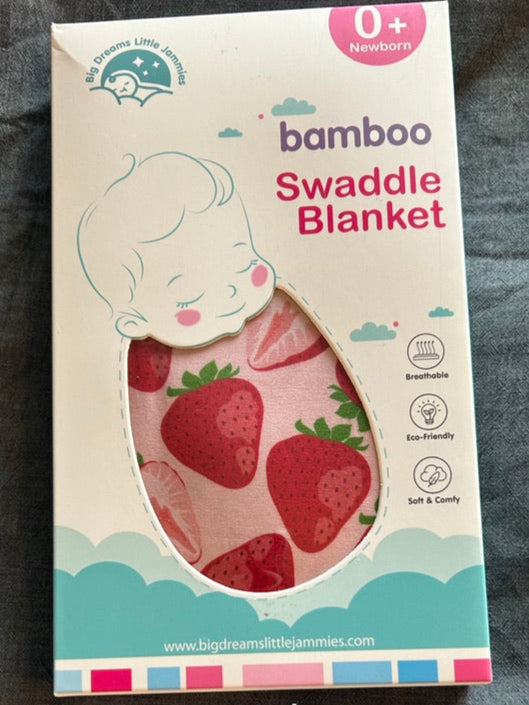 Big Dreams Little Jammies
0+
Newborn
bamboo
Swaddle
Blanket
Breathable
Eco-Friendly
Soft & Comfy
www.bigdreamslittlejammies.com